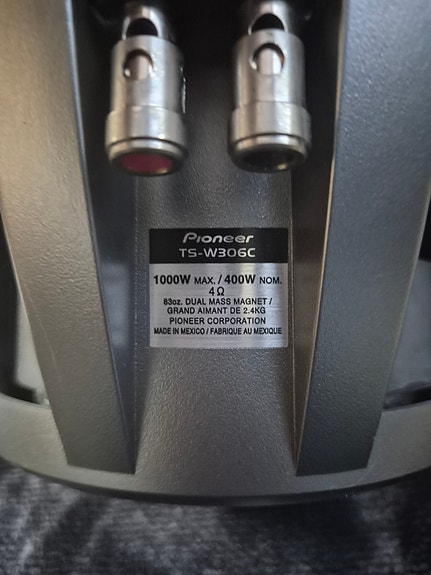 Pioneer
TS-W306C
1000W MAX. / 400W NOM.
4Ω
83oz. DUAL MASS MAGNET /
GRAND AIMANT DE 2.4KG
PIONEER CORPORATION
MADE IN MEXICO / FABRIQUE AU MEXIQUE